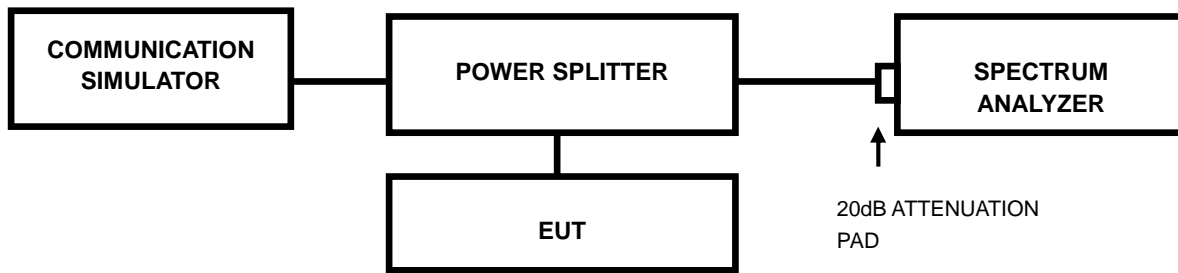 COMMUNICATION
SIMULATOR
POWER SPLITTER
SPECTRUM
ANALYZER
EUT
20dB ATTENUATION
PAD